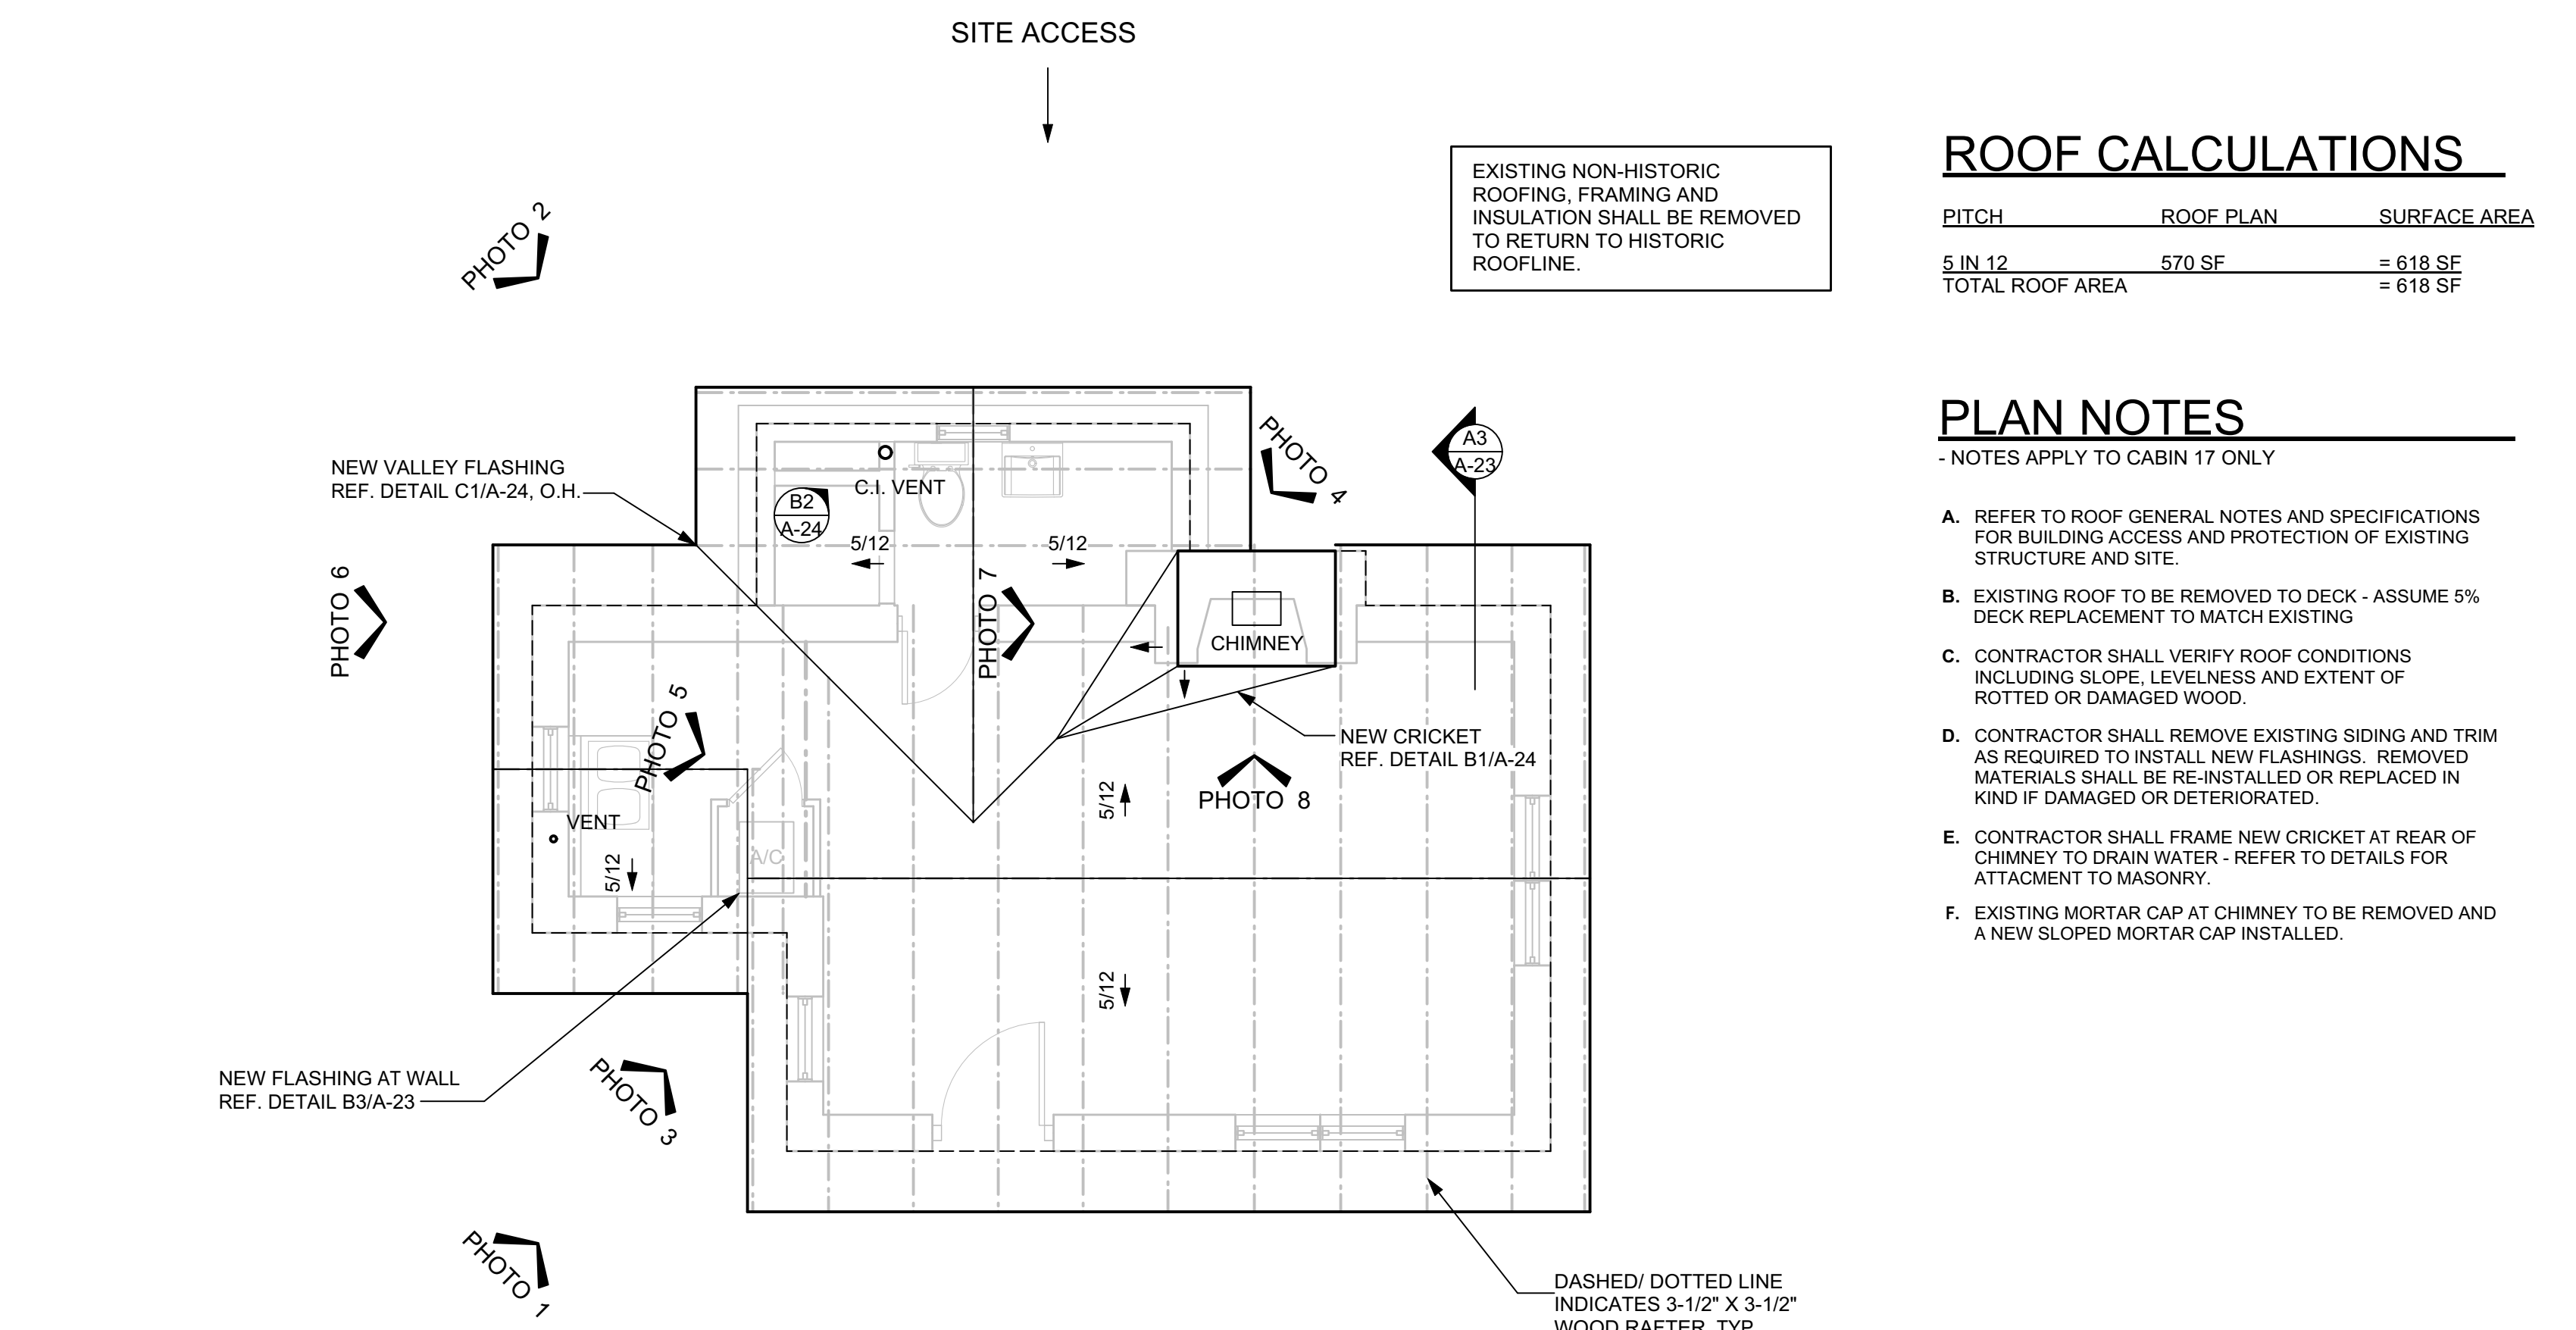 SITE ACCESS
EXISTING NON-HISTORIC
ROOFING, FRAMING AND
INSULATION SHALL BE REMOVED
TO RETURN TO HISTORIC
ROOFLINE.
ROOF CALCULATIONS
PITCH ROOF PLAN SURFACE AREA
5 IN 12 570 SF = 618 SF
TOTAL ROOF AREA = 618 SF
PLAN NOTES
- NOTES APPLY TO CABIN 17 ONLY
A. REFER TO ROOF GENERAL NOTES AND SPECIFICATIONS
FOR BUILDING ACCESS AND PROTECTION OF EXISTING
STRUCTURE AND SITE.
B. EXISTING ROOF TO BE REMOVED TO DECK - ASSUME 5%
DECK REPLACEMENT TO MATCH EXISTING
C. CONTRACTOR SHALL VERIFY ROOF CONDITIONS
INCLUDING SLOPE, LEVELNESS AND EXTENT OF
ROTTED OR DAMAGED WOOD.
D. CONTRACTOR SHALL REMOVE EXISTING SIDING AND TRIM
AS REQUIRED TO INSTALL NEW FLASHINGS. REMOVED
MATERIALS SHALL BE RE-INSTALLED OR REPLACED IN
KIND IF DAMAGED OR DETERIORATED.
E. CONTRACTOR SHALL FRAME NEW CRICKET AT REAR OF
CHIMNEY TO DRAIN WATER - REFER TO DETAILS FOR
ATTACMENT TO MASONRY.
F. EXISTING MORTAR CAP AT CHIMNEY TO BE REMOVED AND
A NEW SLOPED MORTAR CAP INSTALLED.
PHOTO 2
PHOTO 4
A3
A-23
NEW VALLEY FLASHING
REF. DETAIL C1/A-24, O.H.
C.I. VENT
B2
A-24
5/12
5/12
PHOTO 6
PHOTO 7
CHIMNEY
PHOTO 5
NEW CRICKET
REF. DETAIL B1/A-24
PHOTO 8
5/12
VENT
A/C
5/12
5/12
NEW FLASHING AT WALL
REF. DETAIL B3/A-23
PHOTO 3
PHOTO 1
DASHED/ DOTTED LINE
INDICATES 3-1/2" X 3-1/2"
WOOD RAFTER, TYP.